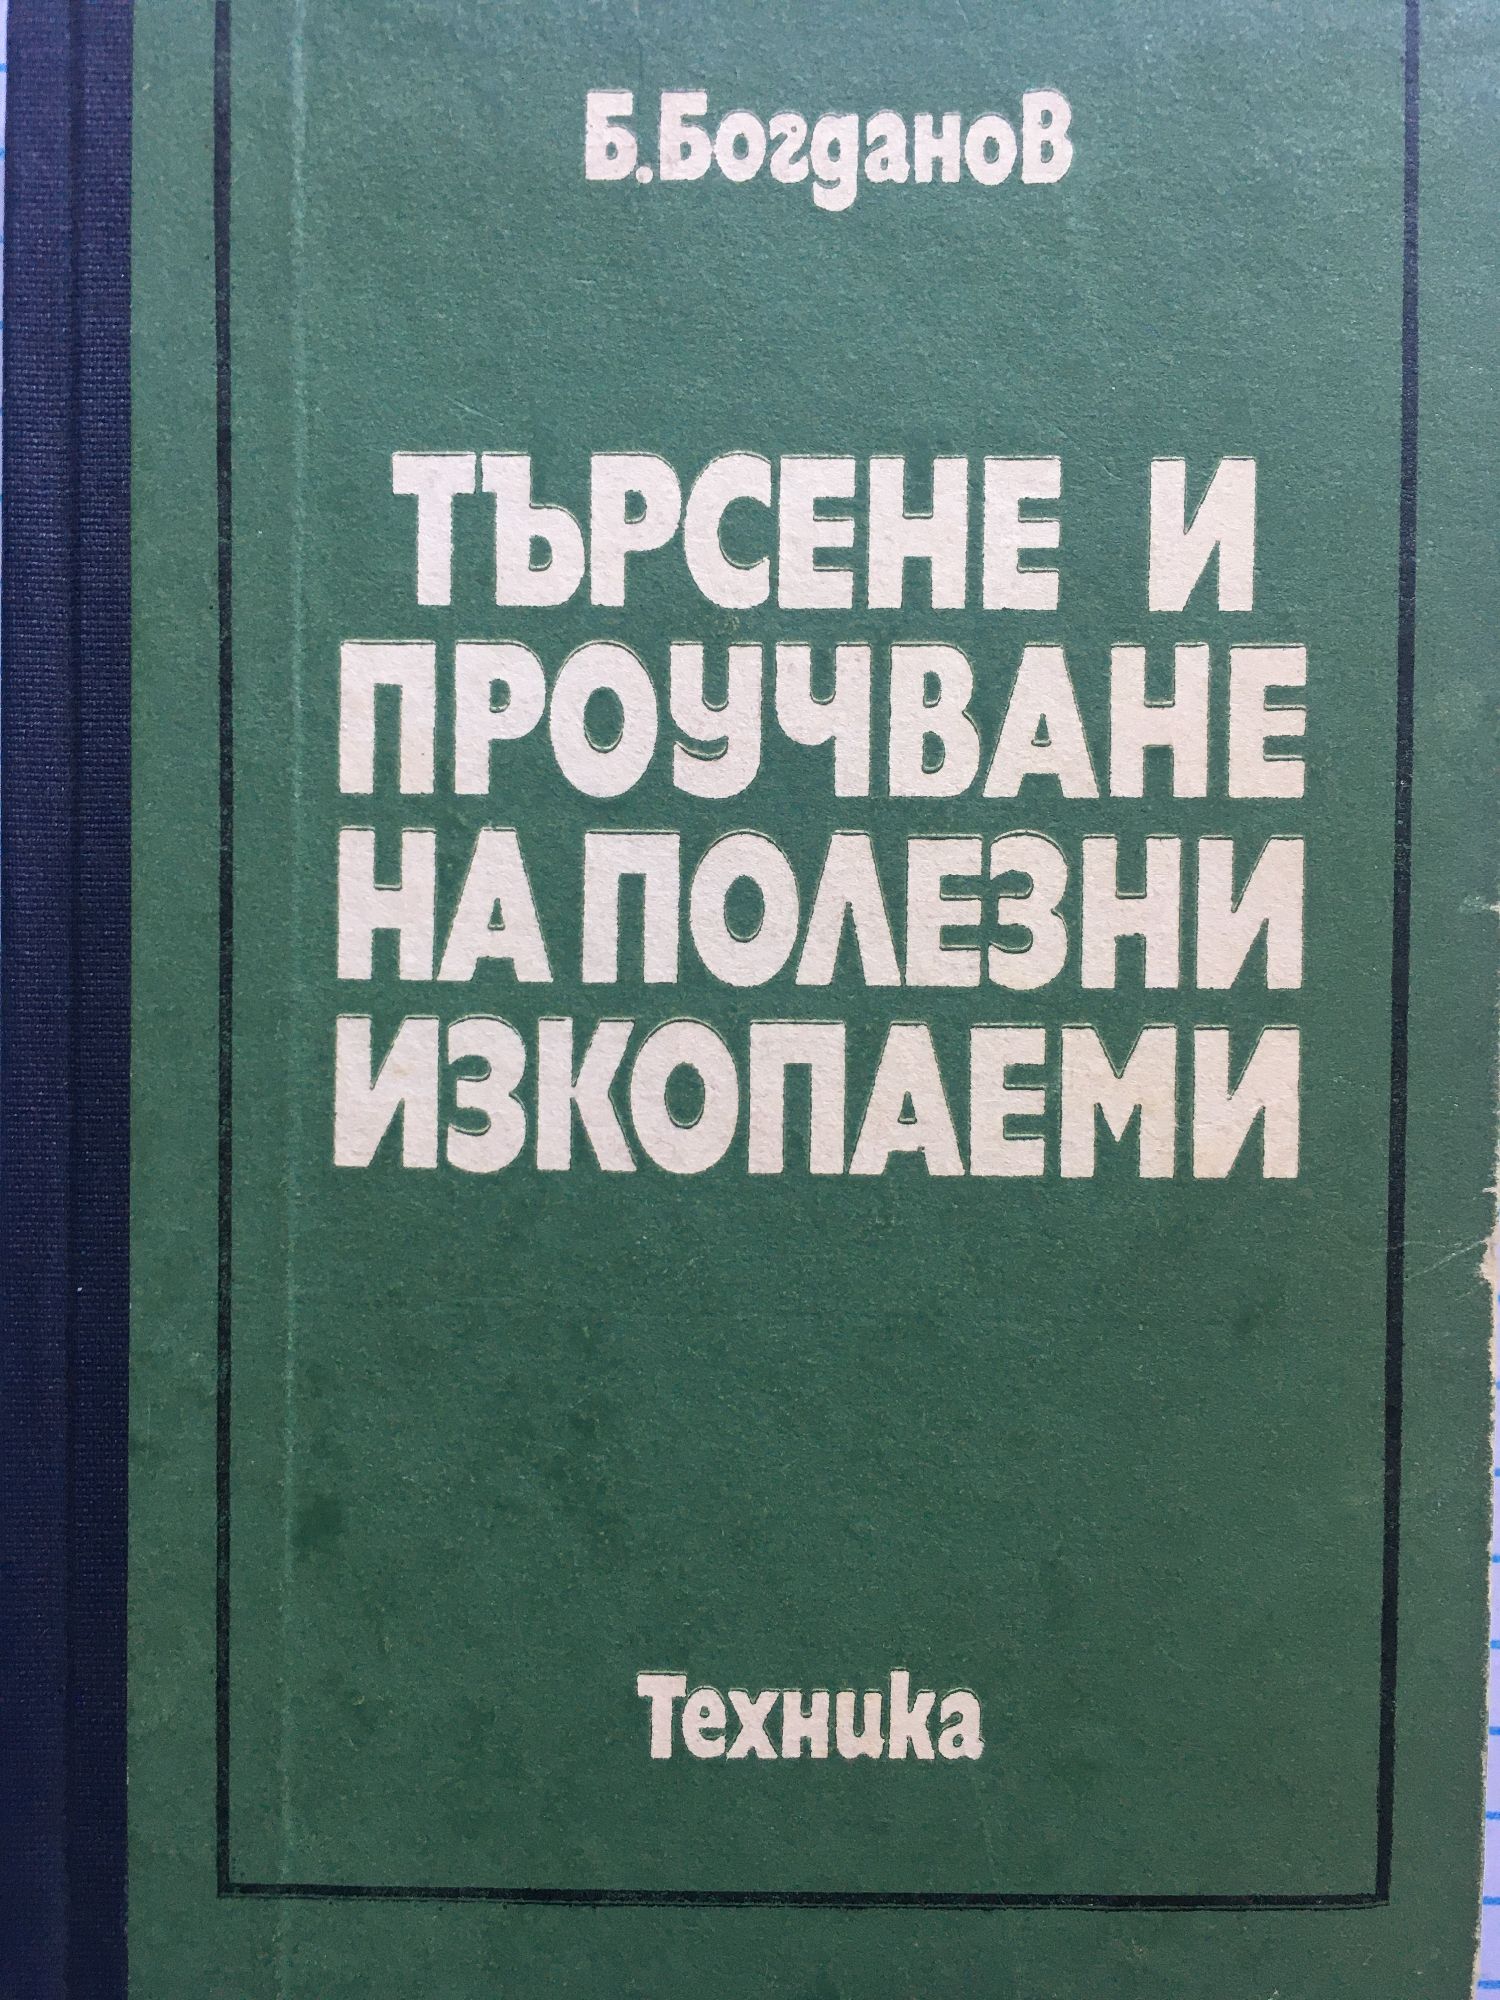 Б.Богданов
ТЪРСЕНЕ И
ПРОУЧВАНЕ
НА ПОЛЕЗНИ
ИЗКОПАЕМИ
Техника